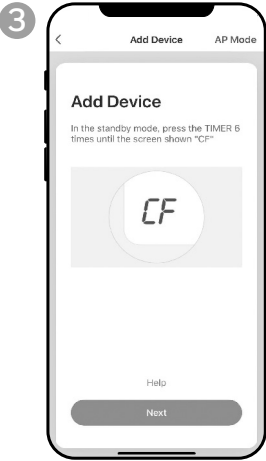 3
Add Device
AP Mode
Add Device
In the standby mode, press the TIMER 6
times until the screen shown "CF"
CF
Help
Next